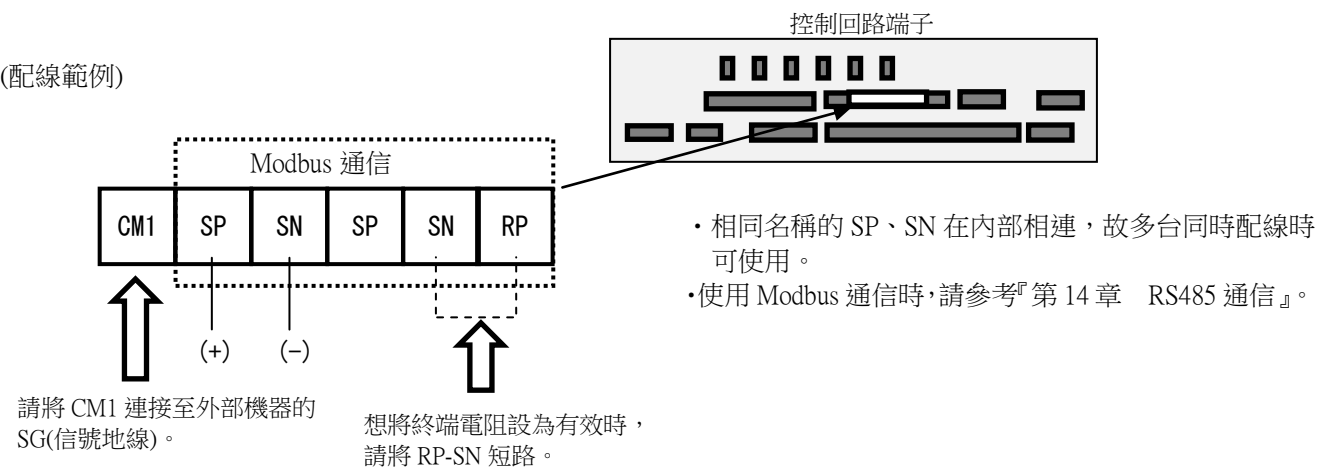 控制回路端子
(配線範例)
Modbus 通信
CM1 SP SN SP SN RP
・相同名稱的 SP、SN 在內部相連，故多台同時配線時
可使用。
・使用 Modbus 通信時，請參考『第 14 章　RS485 通信』。
(+) (−)
請將 CM1 連接至外部機器的
SG(信號地線)。
想將終端電阻設為有效時，
請將 RP-SN 短路。